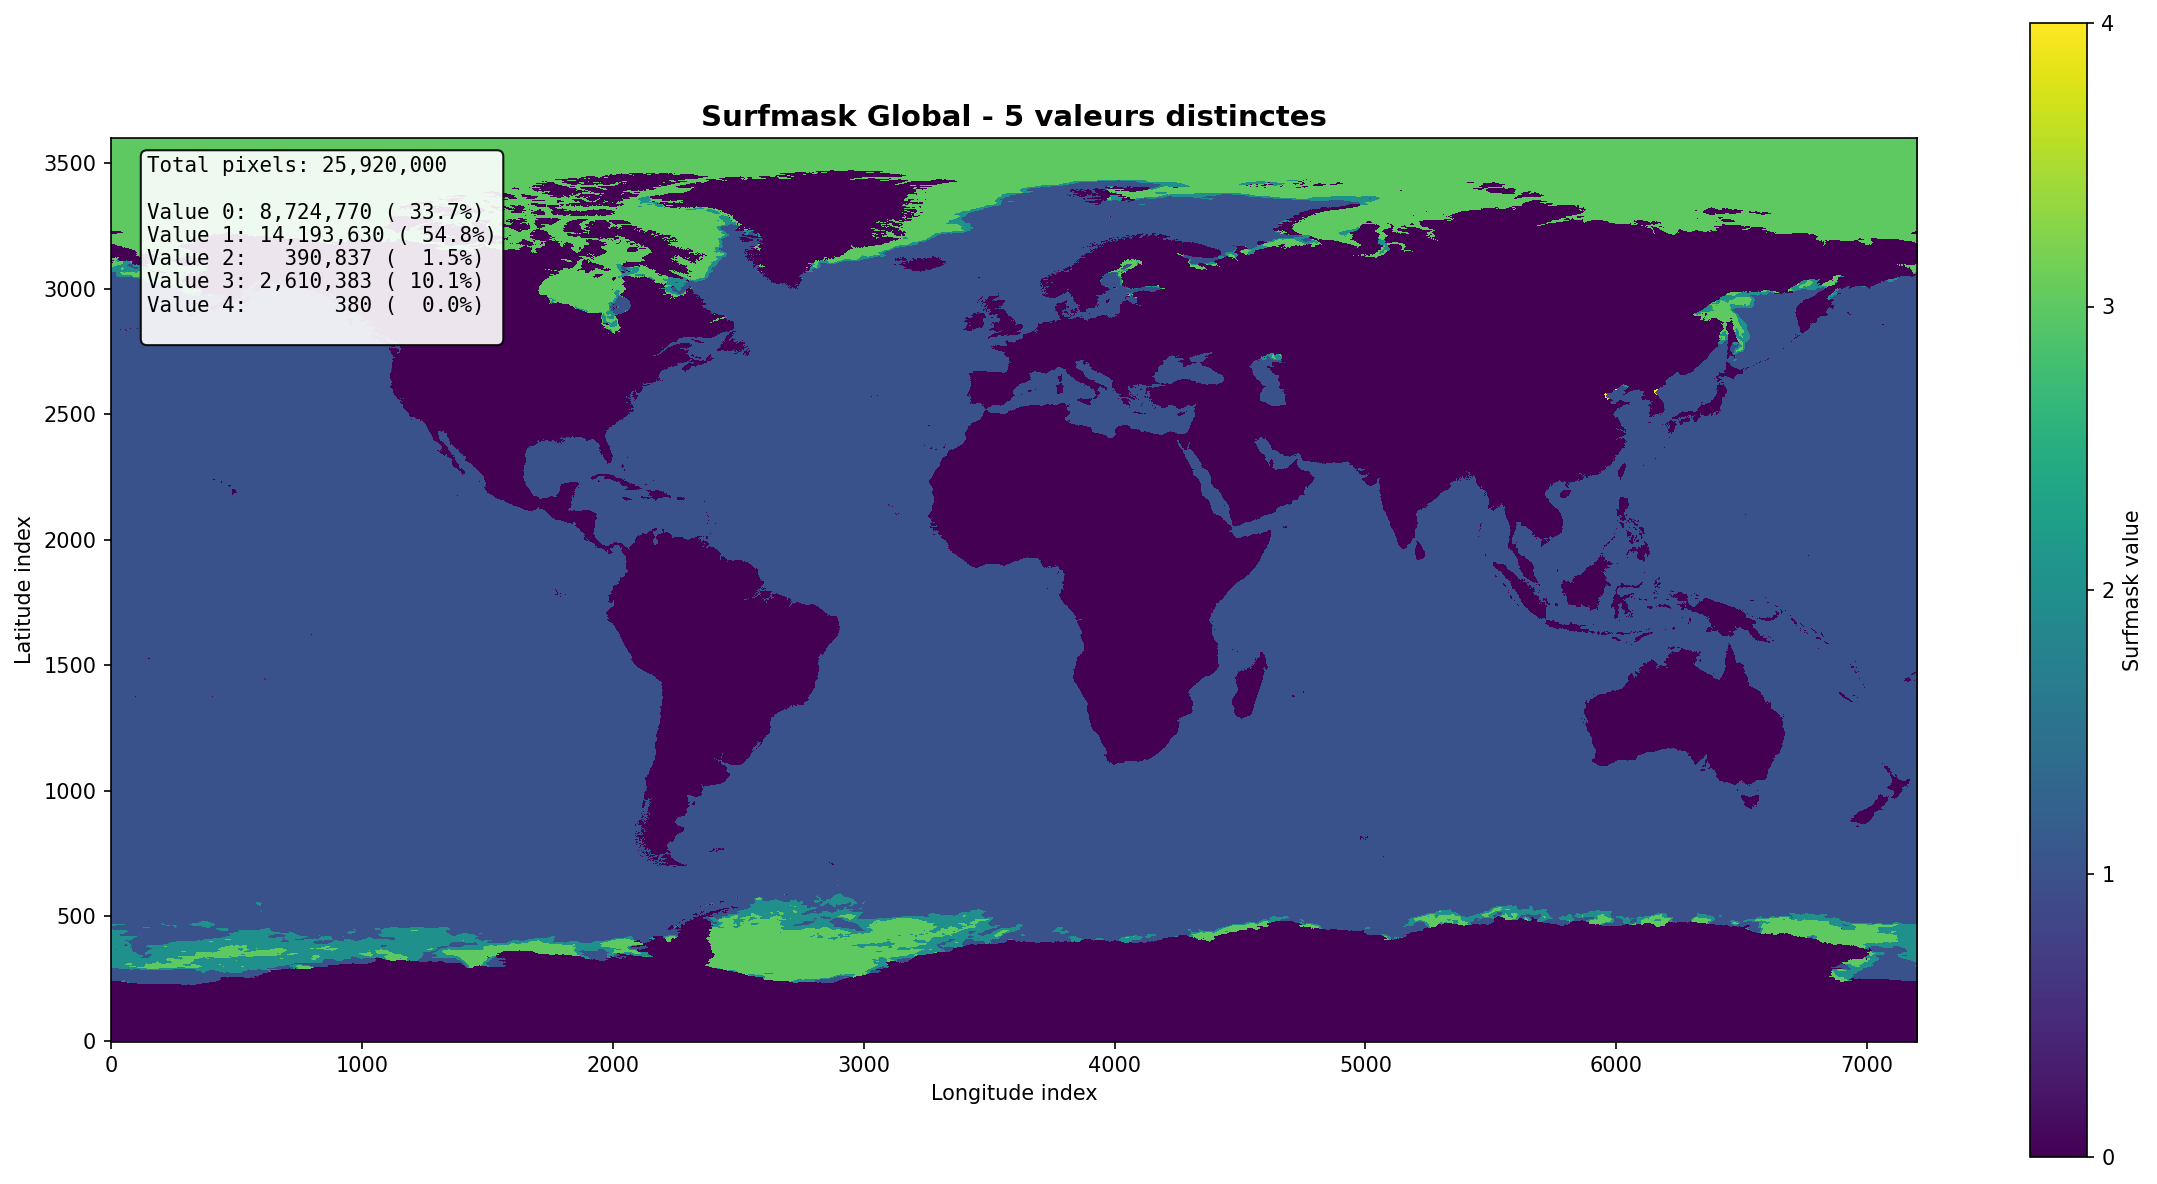 Surfmask Global - 5 valeurs distinctes
Total pixels: 25,920,000
Value 0: 8,724,770 ( 33.7%)
Value 1: 14,193,630 ( 54.8%)
Value 2:   390,837 (  1.5%)
Value 3: 2,610,383 ( 10.1%)
Value 4:       380 (  0.0%)
3500
3000
2500
2000
1500
1000
500
0
Latitude index
0
1000
2000
3000
4000
5000
6000
7000
Longitude index
4
3
2
1
0
Surfmask value